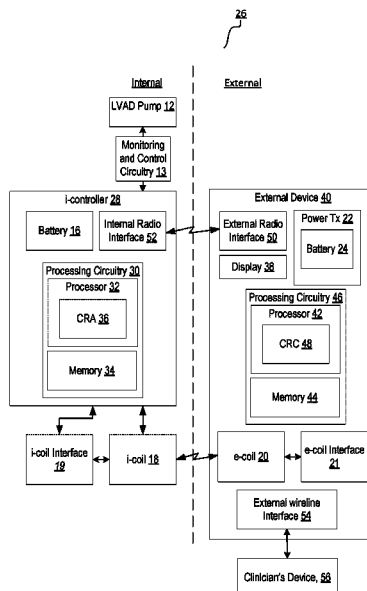 26
Internal
External
LVAD Pump 12
Monitoring and Control Circuitry 13
i-controller 28
Battery 16
Internal Radio Interface 52
Processing Circuitry 30
Processor 32
CRA 36
Memory 34
i-coil Interface 19
i-coil 18
External Device 40
Power Tx 22
Battery 24
External Radio Interface 50
Display 38
Processing Circuitry 46
Processor 42
CRC 48
Memory 44
e-coil 20
e-coil Interface 21
External wireline Interface 54
Clinician's Device, 56